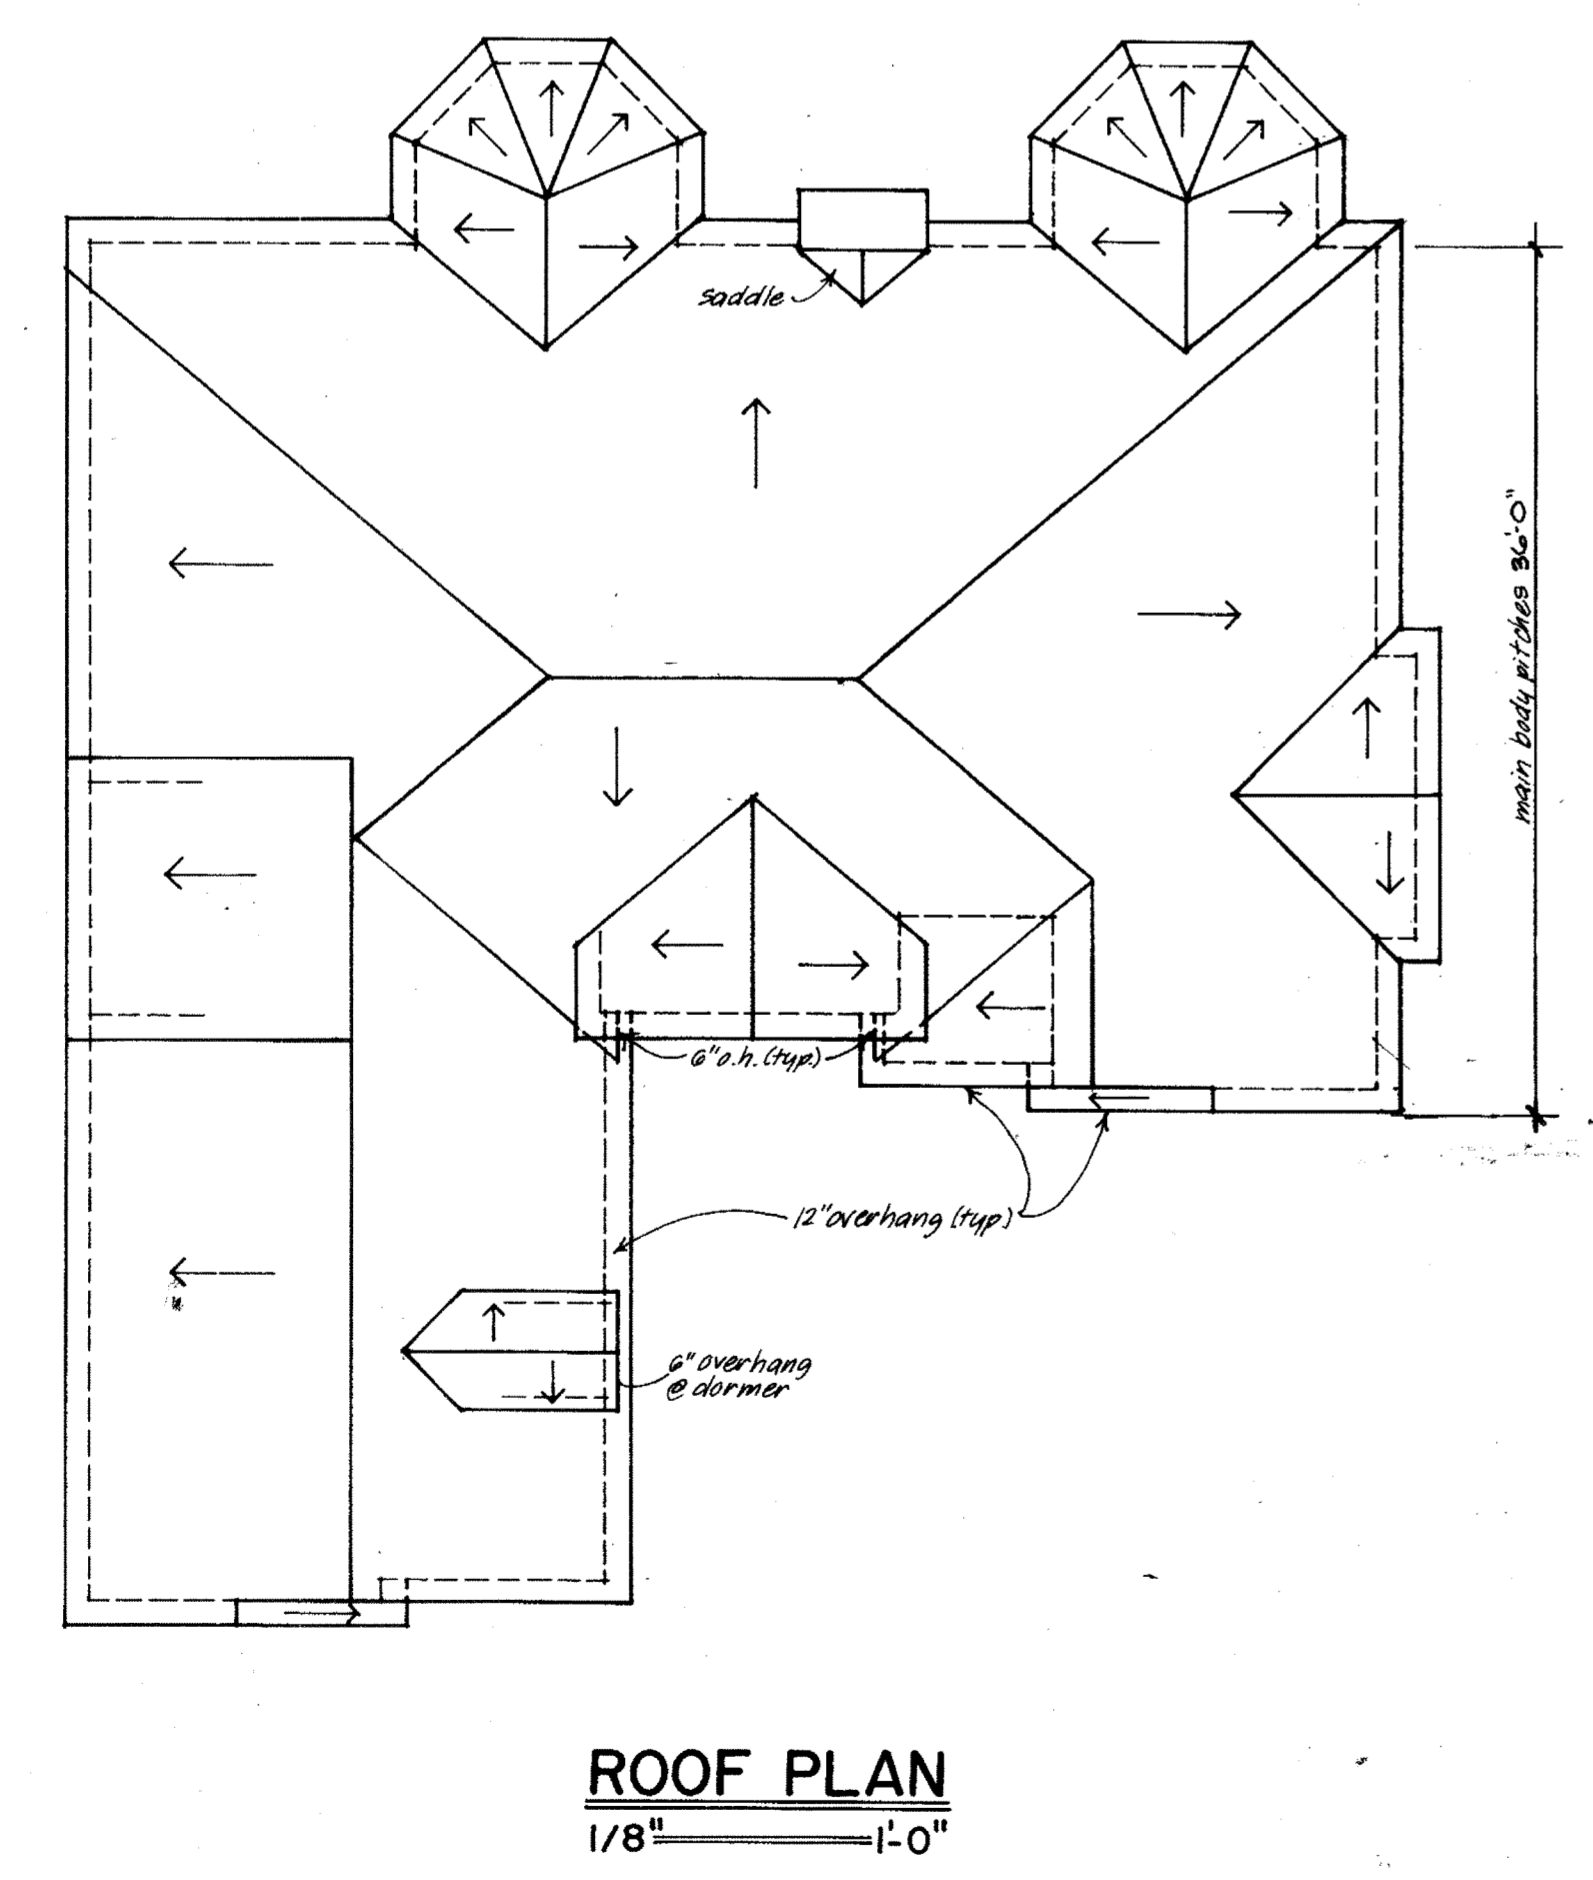 saddle
main body pitches 36'-0"
6" o.h. (typ.)
12" overhang (typ)
6" overhang
@ dormer
ROOF PLAN
1/8" 1'-0"